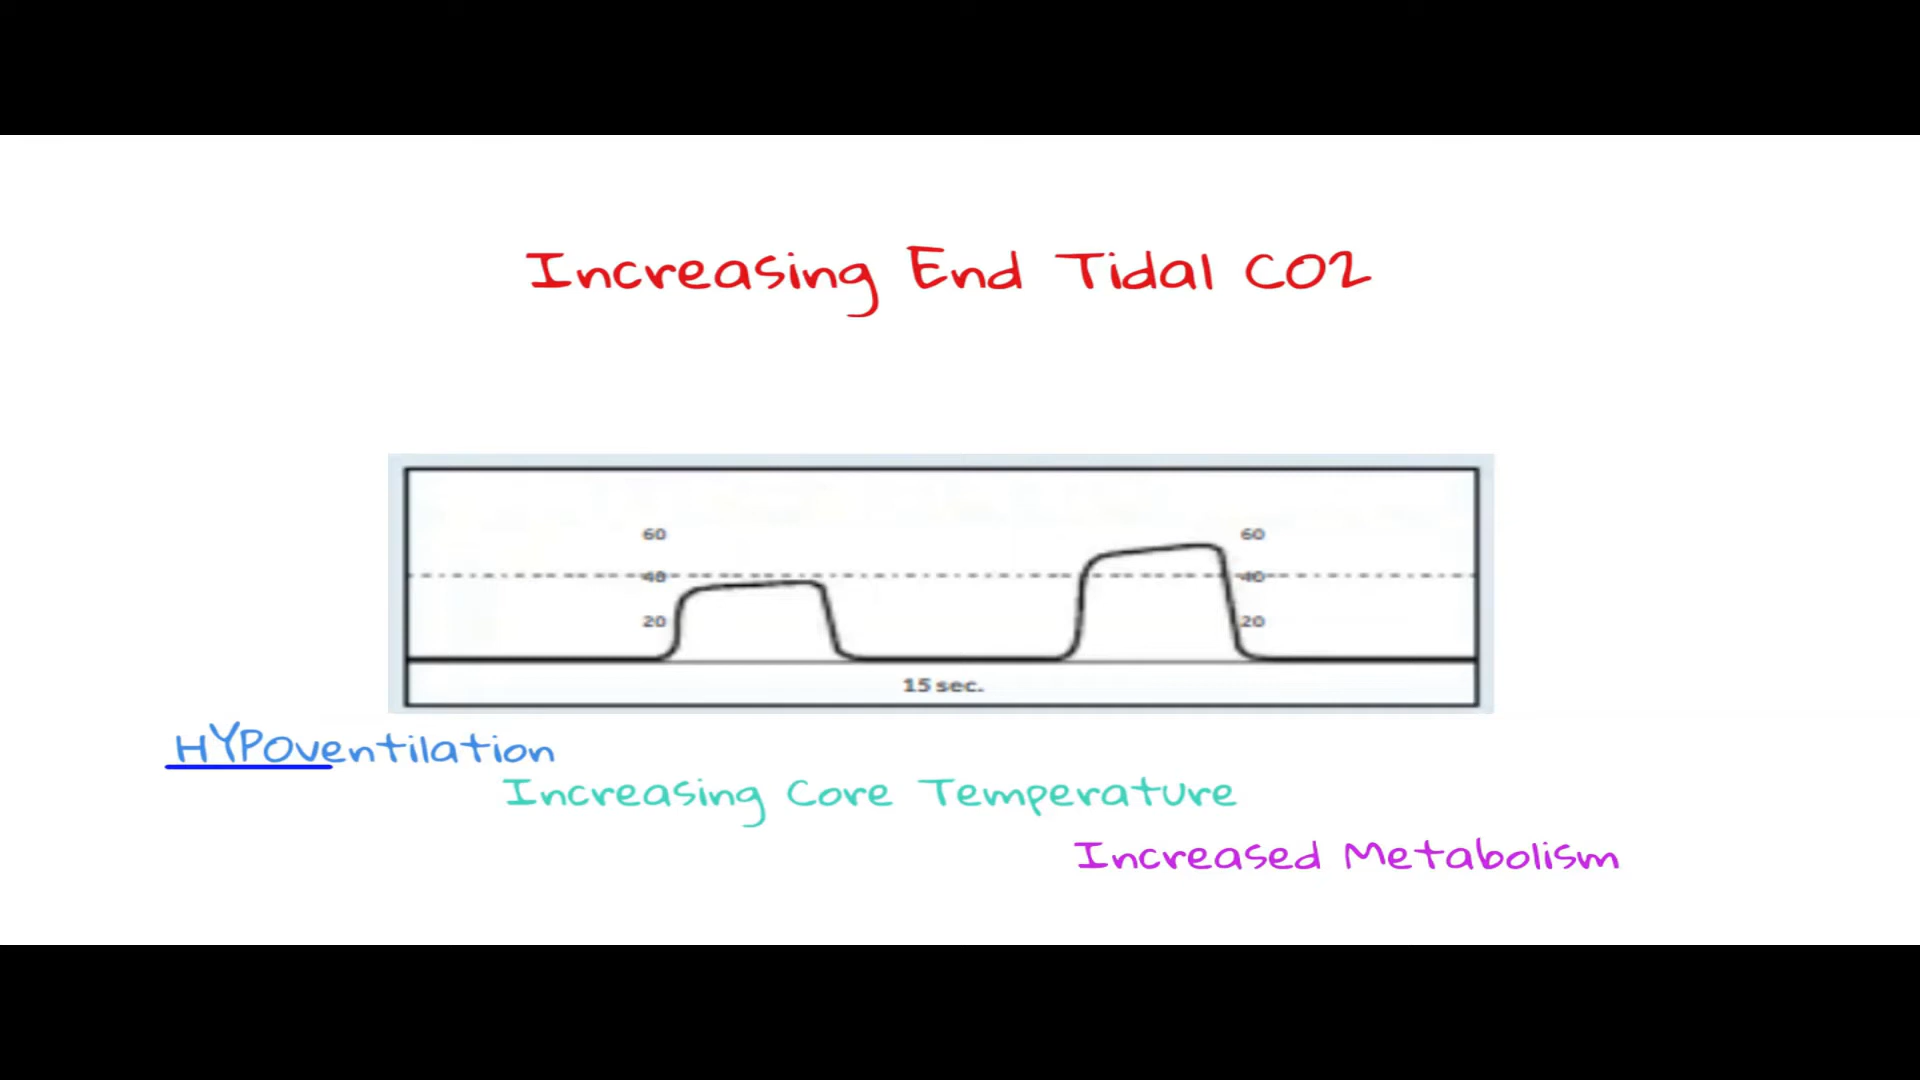 Increasing End Tidal CO2
60 60
40 40
20 20
15 sec.
HYPOventilation
Increasing Core Temperature
Increased Metabolism